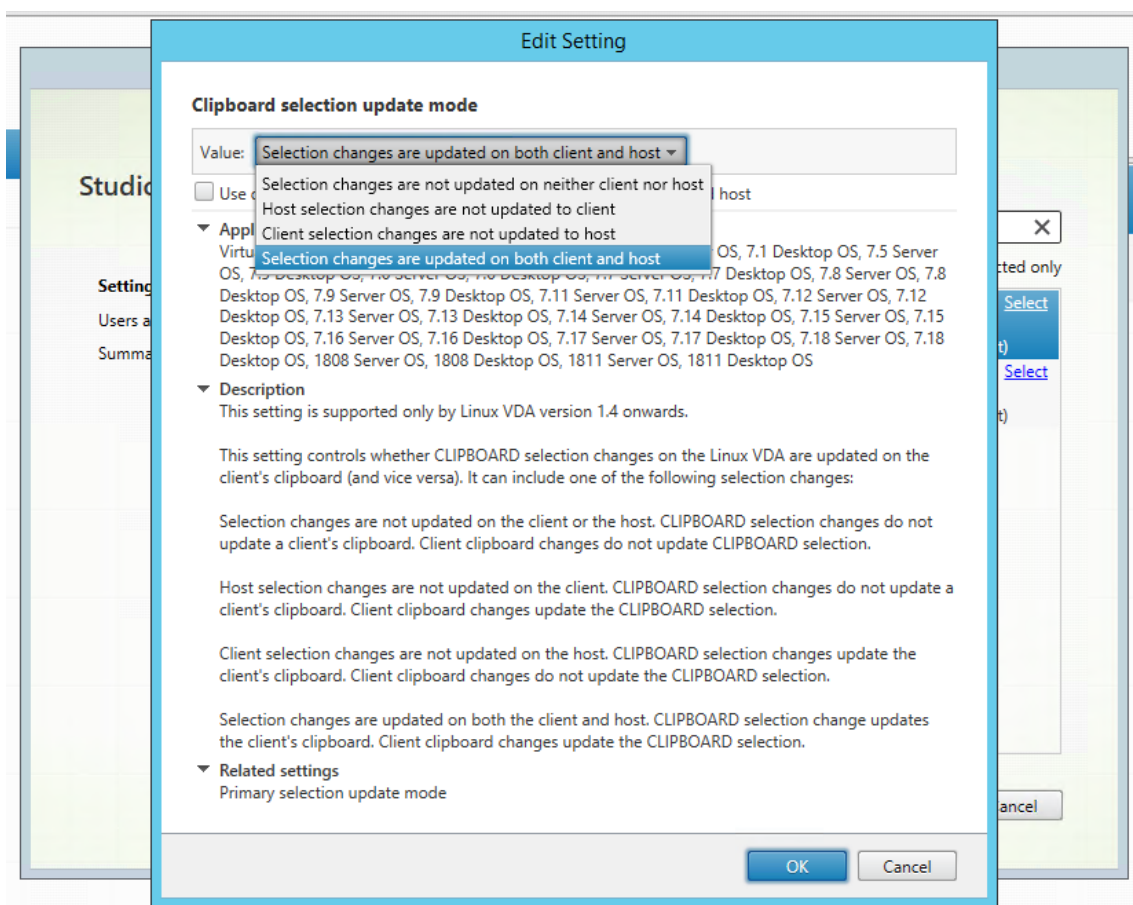 Edit Setting
Clipboard selection update mode
Value: Selection changes are updated on both client and host
Studio
Use
host
Selection changes are not updated on neither client nor host
Host selection changes are not updated to client
Client selection changes are not updated to host
Selection changes are updated on both client and host
OS, 7.1 Desktop OS, 7.5 Server
7 Desktop OS, 7.8 Server OS, 7.8
Desktop OS, 7.9 Server OS, 7.9 Desktop OS, 7.11 Server OS, 7.11 Desktop OS, 7.12 Server OS, 7.12
Desktop OS, 7.13 Server OS, 7.13 Desktop OS, 7.14 Server OS, 7.14 Desktop OS, 7.15 Server OS, 7.15
Desktop OS, 7.16 Server OS, 7.16 Desktop OS, 7.17 Server OS, 7.17 Desktop OS, 7.18 Server OS, 7.18
Desktop OS, 1808 Server OS, 1808 Desktop OS, 1811 Server OS, 1811 Desktop OS
Setting
Users a
Summa
cted only
Select
t)
Select
t)
Description
This setting is supported only by Linux VDA version 1.4 onwards.
This setting controls whether CLIPBOARD selection changes on the Linux VDA are updated on the
client's clipboard (and vice versa). It can include one of the following selection changes:
Selection changes are not updated on the client or the host. CLIPBOARD selection changes do not
update a client's clipboard. Client clipboard changes do not update CLIPBOARD selection.
Host selection changes are not updated on the client. CLIPBOARD selection changes do not update a
client's clipboard. Client clipboard changes update the CLIPBOARD selection.
Client selection changes are not updated on the host. CLIPBOARD selection changes update the
client's clipboard. Client clipboard changes do not update the CLIPBOARD selection.
Selection changes are updated on both the client and host. CLIPBOARD selection change updates
the client's clipboard. Client clipboard changes update the CLIPBOARD selection.
Related settings
Primary selection update mode
ancel
OK
Cancel